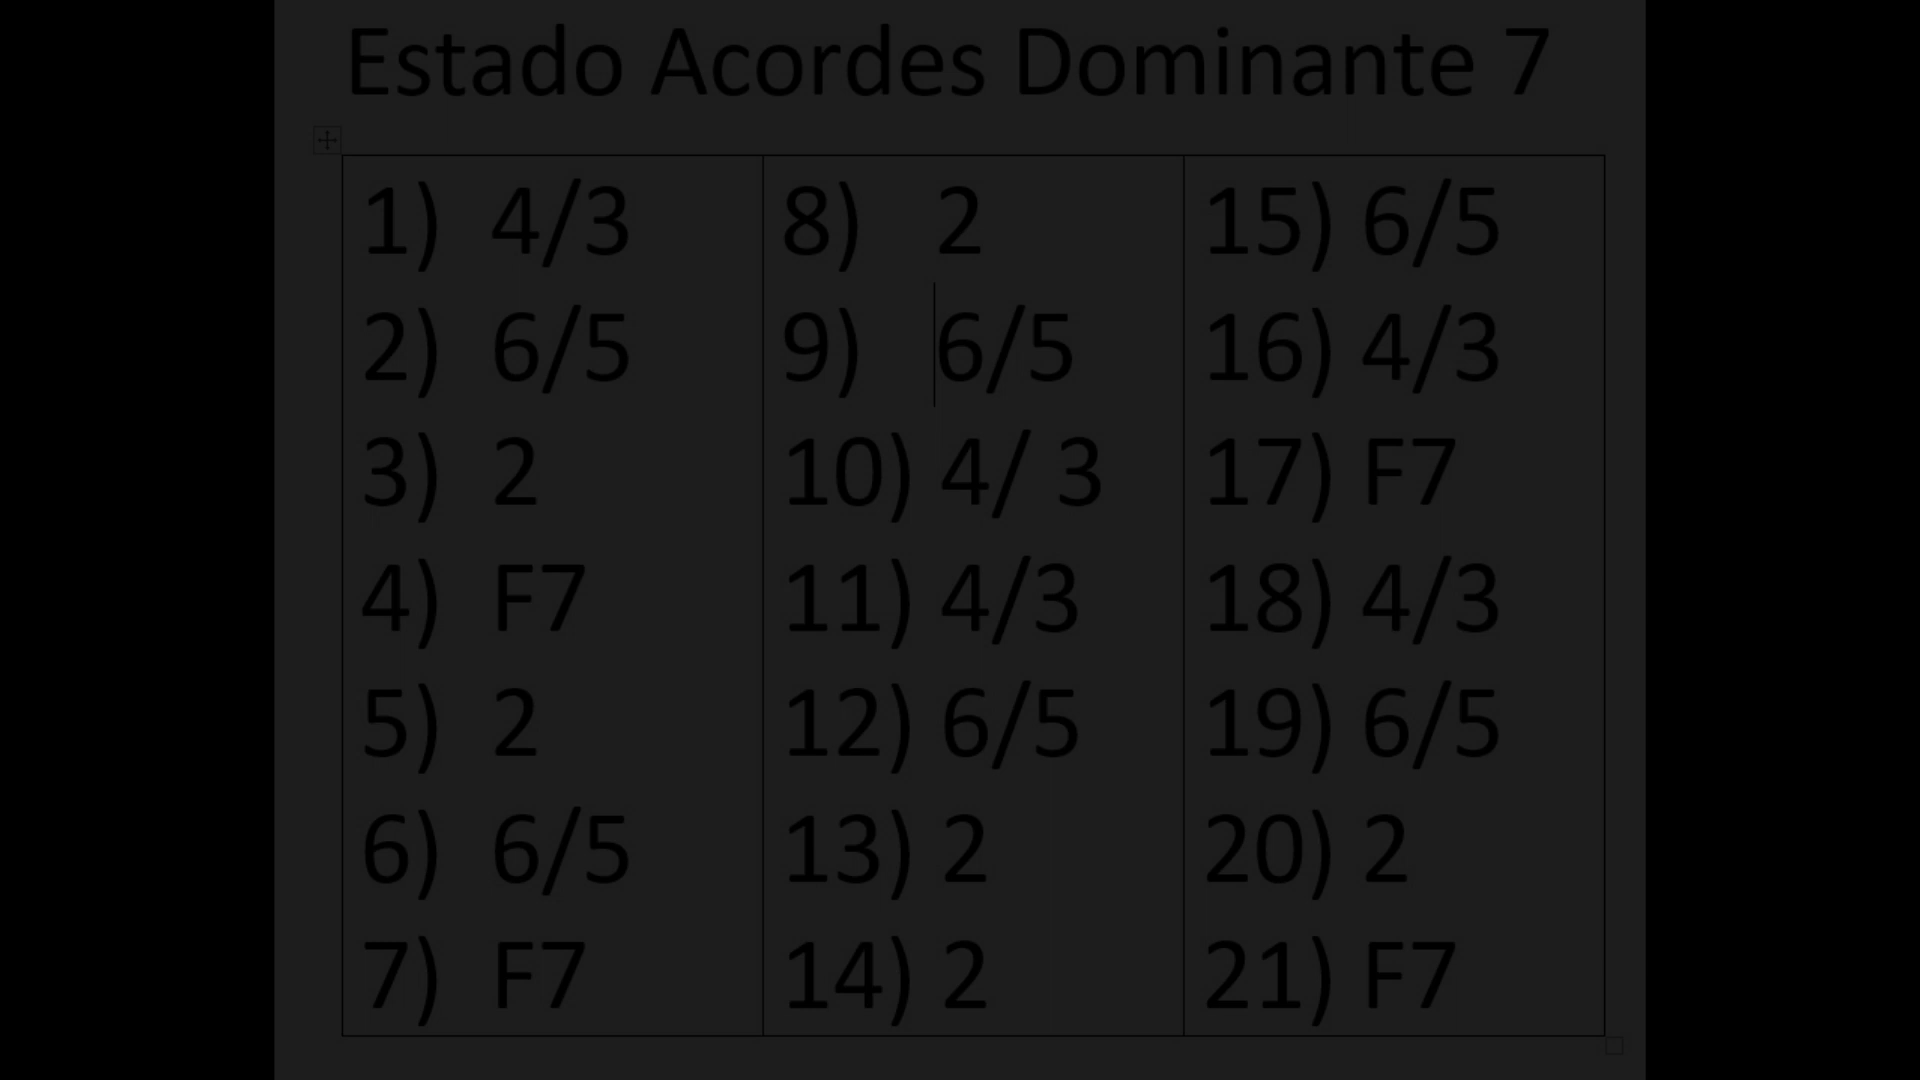 Estado Acordes Dominante 7
1) 4/3
2) 6/5
3) 2
4) F7
5) 2
6) 6/5
7) F7
8) 2
9) 6/5
10) 4/ 3
11) 4/3
12) 6/5
13) 2
14) 2
15) 6/5
16) 4/3
17) F7
18) 4/3
19) 6/5
20) 2
21) F7